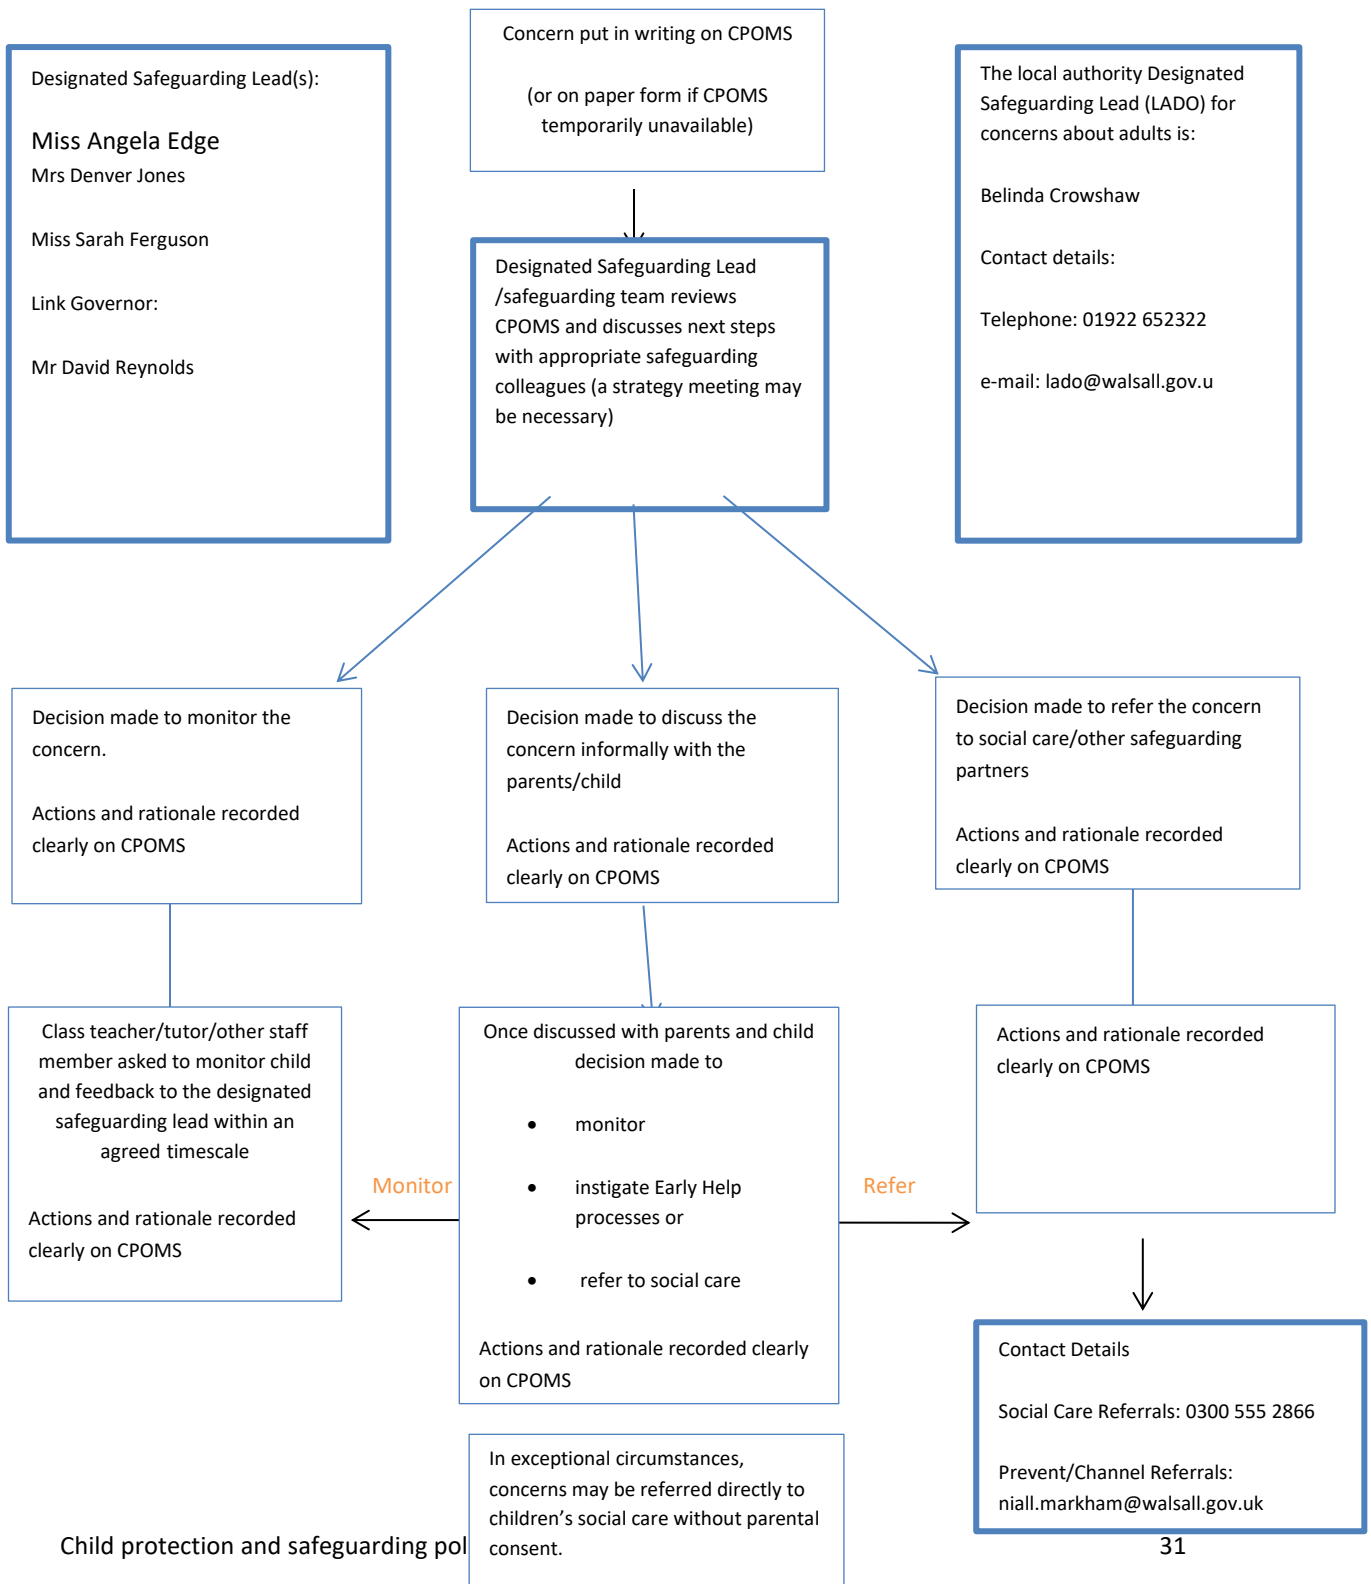 Concern put in writing on CPOMS
(or on paper form if CPOMS
temporarily unavailable)
Designated Safeguarding Lead(s):
Miss Angela Edge
Mrs Denver Jones
Miss Sarah Ferguson
Link Governor:
Mr David Reynolds
The local authority Designated
Safeguarding Lead (LADO) for
concerns about adults is:
Belinda Crowshaw
Contact details:
Telephone: 01922 652322
e-mail: lado@walsall.gov.u
Designated Safeguarding Lead
/safeguarding team reviews
CPOMS and discusses next steps
with appropriate safeguarding
colleagues (a strategy meeting may
be necessary)
Decision made to monitor the
concern.
Actions and rationale recorded
clearly on CPOMS
Decision made to discuss the
concern informally with the
parents/child
Actions and rationale recorded
clearly on CPOMS
Decision made to refer the concern
to social care/other safeguarding
partners
Actions and rationale recorded
clearly on CPOMS
Class teacher/tutor/other staff
member asked to monitor child
and feedback to the designated
safeguarding lead within an
agreed timescale
Actions and rationale recorded
clearly on CPOMS
Monitor
Once discussed with parents and child
decision made to
• monitor
• instigate Early Help
processes or
• refer to social care
Actions and rationale recorded clearly
on CPOMS
Refer
Actions and rationale recorded
clearly on CPOMS
Contact Details
Social Care Referrals: 0300 555 2866
Prevent/Channel Referrals:
niall.markham@walsall.gov.uk
In exceptional circumstances,
concerns may be referred directly to
children’s social care without parental
consent.
Child protection and safeguarding pol
31